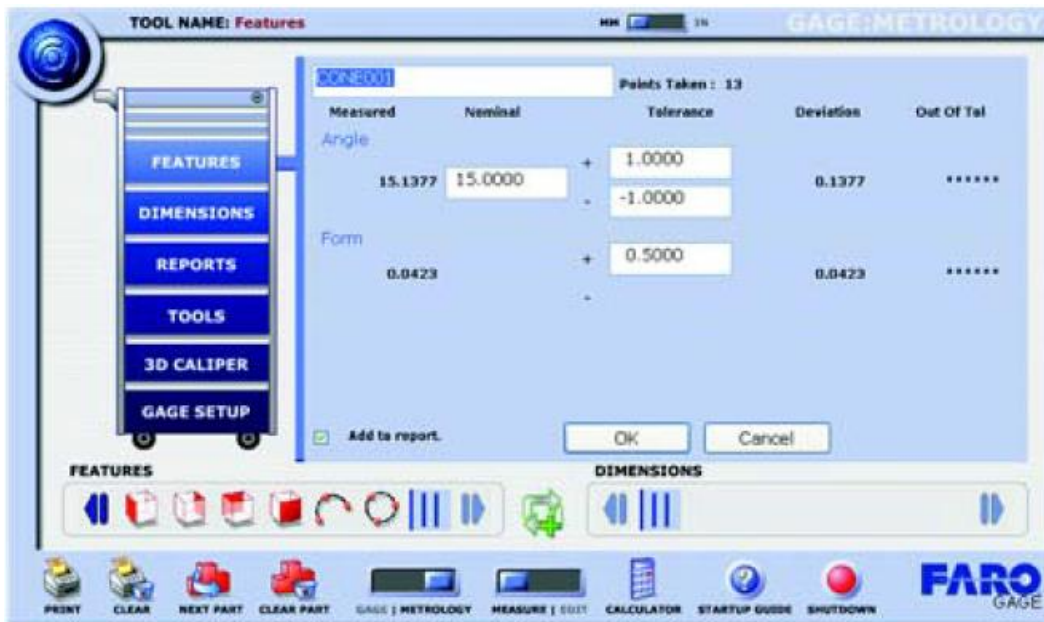 TOOL NAME: Features
MM IN
GAGE:METROLOGY
CONE001
Points Taken : 13
Measured Nominal Tolerance Deviation Out Of Tol
Angle
15.1377 15.0000 + 1.0000 0.1377 ******
- -1.0000
Form
0.0423 + 0.5000 0.0423 ******
-
FEATURES
DIMENSIONS
REPORTS
TOOLS
3D CALIPER
GAGE SETUP
Add to report.
OK Cancel
FEATURES DIMENSIONS
PRINT CLEAR NEXT PART CLEAR PART GAGE | METROLOGY MEASURE | EDIT CALCULATOR STARTUP GUIDE SHUTDOWN
FARO
GAGE